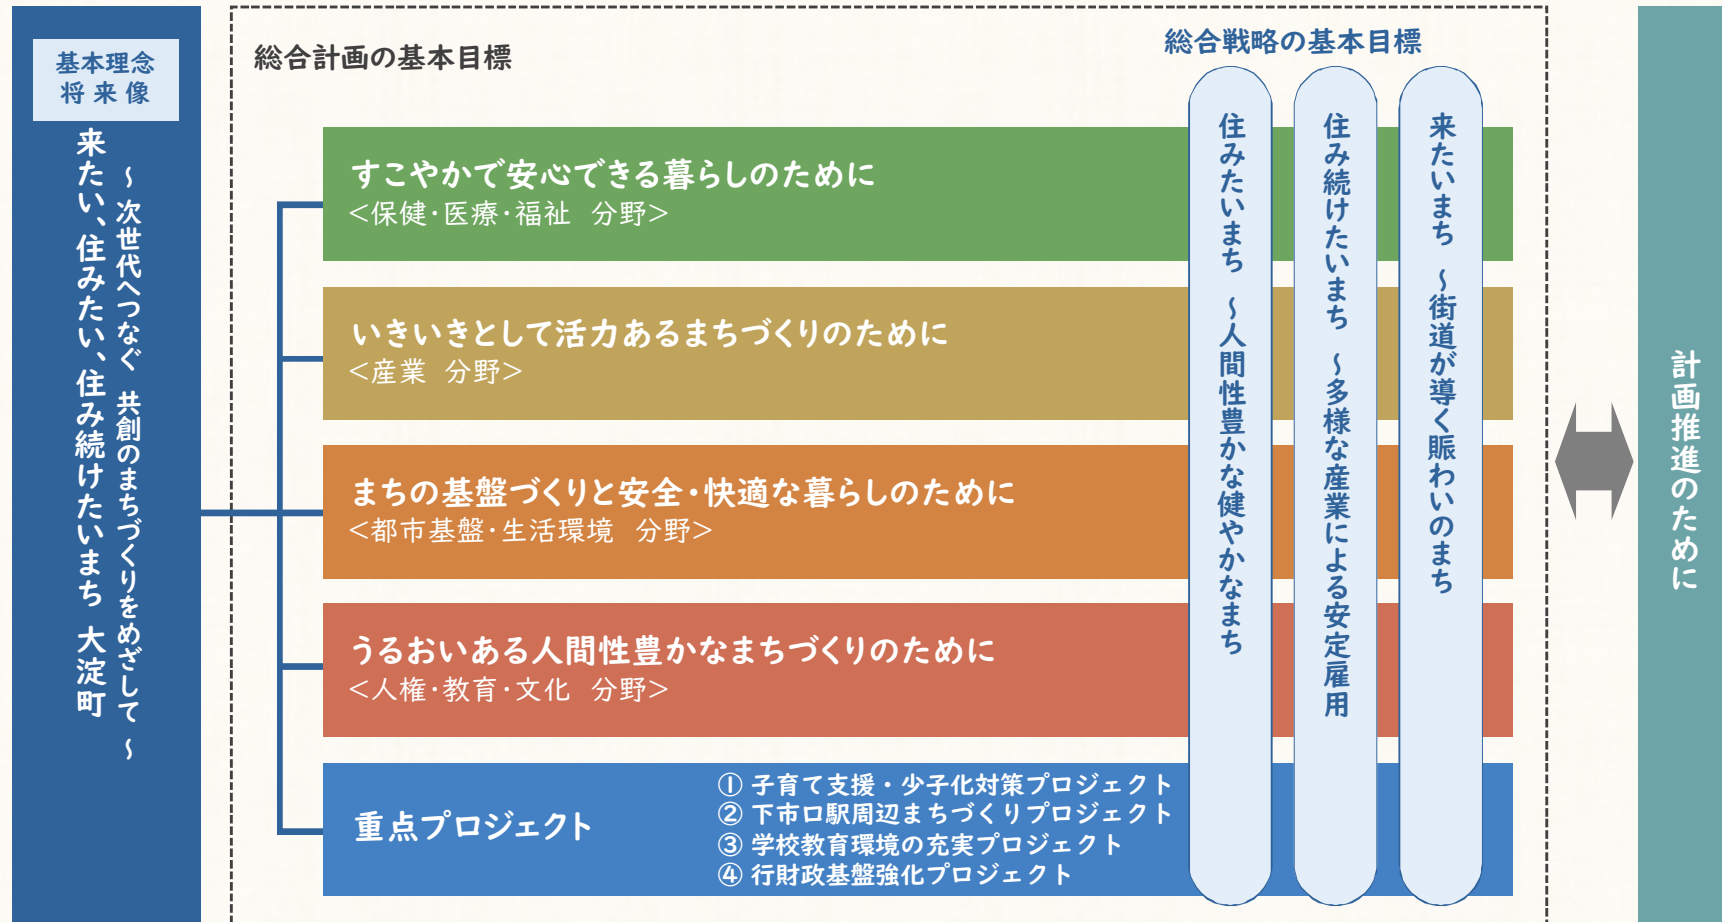 基本理念
将来像
来たい、住みたい、住み続けたいまち 大淀町
～ 次世代へつなぐ 共創のまちづくりをめざして ～
総合計画の基本目標
総合戦略の基本目標
すこやかで安心できる暮らしのために
<保健・医療・福祉 分野>
いきいきとして活力あるまちづくりのために
<産業 分野>
まちの基盤づくりと安全・快適な暮らしのために
<都市基盤・生活環境 分野>
うるおいある人間性豊かなまちづくりのために
<人権・教育・文化 分野>
重点プロジェクト
① 子育て支援・少子化対策プロジェクト
② 下市口駅周辺まちづくりプロジェクト
③ 学校教育環境の充実プロジェクト
④ 行財政基盤強化プロジェクト
住みたいまち ～人間性豊かな健やかなまち
住み続けたいまち ～多様な産業による安定雇用
来たいまち ～街道が導く賑わいのまち
計画推進のために